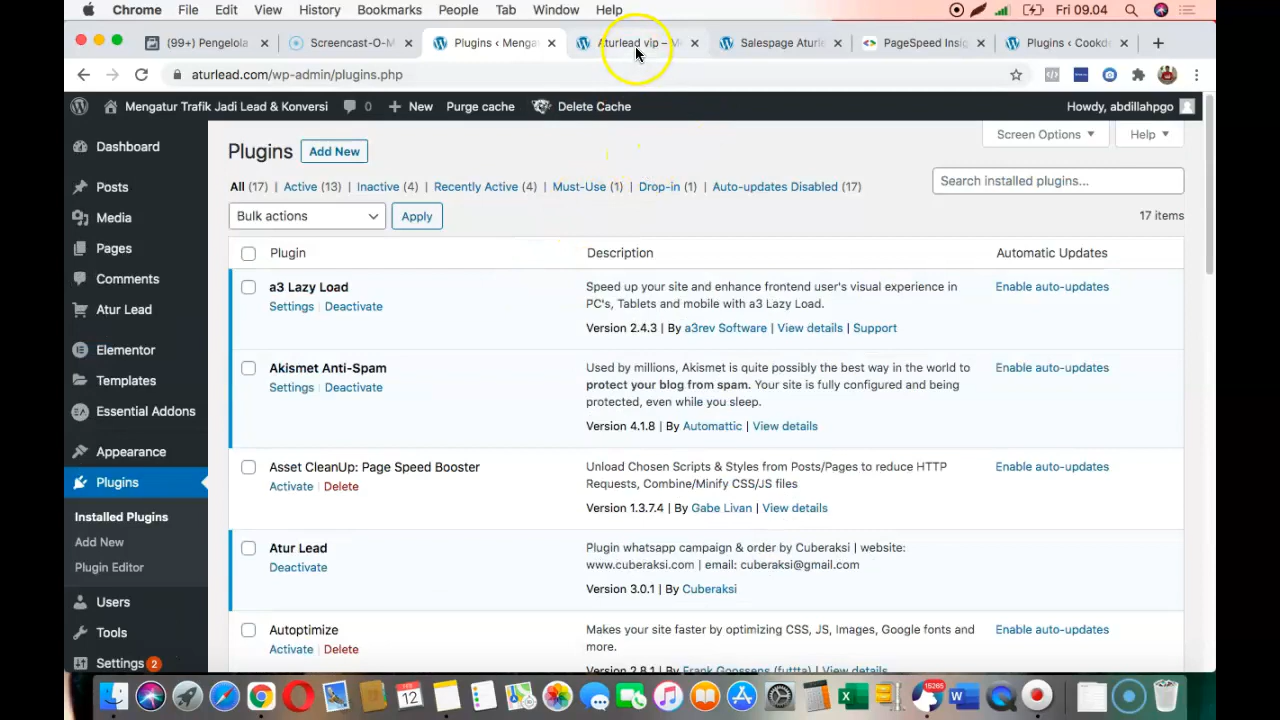 Chrome File Edit View History Bookmarks People Tab Window Help Fri 09.04
(99+) Pengelola Screencast-O-M Plugins ‹ Menga Aturlead vip – M Salespage Aturle PageSpeed Insig Plugins ‹ Cookd
aturlead.com/wp-admin/plugins.php
Mengatur Trafik Jadi Lead & Konversi 0 New Purge cache Delete Cache Howdy, abdillahpgo
Screen Options Help
Dashboard
Posts
Media
Pages
Comments
Atur Lead
Elementor
Templates
Essential Addons
Appearance
Plugins
Installed Plugins
Add New
Plugin Editor
Users
Tools
Settings 2
Plugins Add New
All (17) | Active (13) | Inactive (4) | Recently Active (4) | Must-Use (1) | Drop-in (1) | Auto-updates Disabled (17)
Search installed plugins...
Bulk actions Apply 17 items
Plugin Description Automatic Updates
a3 Lazy Load
Settings | Deactivate
Speed up your site and enhance frontend user's visual experience in
PC's, Tablets and mobile with a3 Lazy Load.
Version 2.4.3 | By a3rev Software | View details | Support
Enable auto-updates
Akismet Anti-Spam
Settings | Deactivate
Used by millions, Akismet is quite possibly the best way in the world to
protect your blog from spam. Your site is fully configured and being
protected, even while you sleep.
Version 4.1.8 | By Automattic | View details
Enable auto-updates
Asset CleanUp: Page Speed Booster
Activate | Delete
Unload Chosen Scripts & Styles from Posts/Pages to reduce HTTP
Requests, Combine/Minify CSS/JS files
Version 1.3.7.4 | By Gabe Livan | View details
Enable auto-updates
Atur Lead
Deactivate
Plugin whatsapp campaign & order by Cuberaksi | website:
www.cuberaksi.com | email: cuberaksi@gmail.com
Version 3.0.1 | By Cuberaksi
Autoptimize
Activate | Delete
Makes your site faster by optimizing CSS, JS, Images, Google fonts and
more.
Version 2.8.1 | By Frank Goossens (futtta) | View details
Enable auto-updates